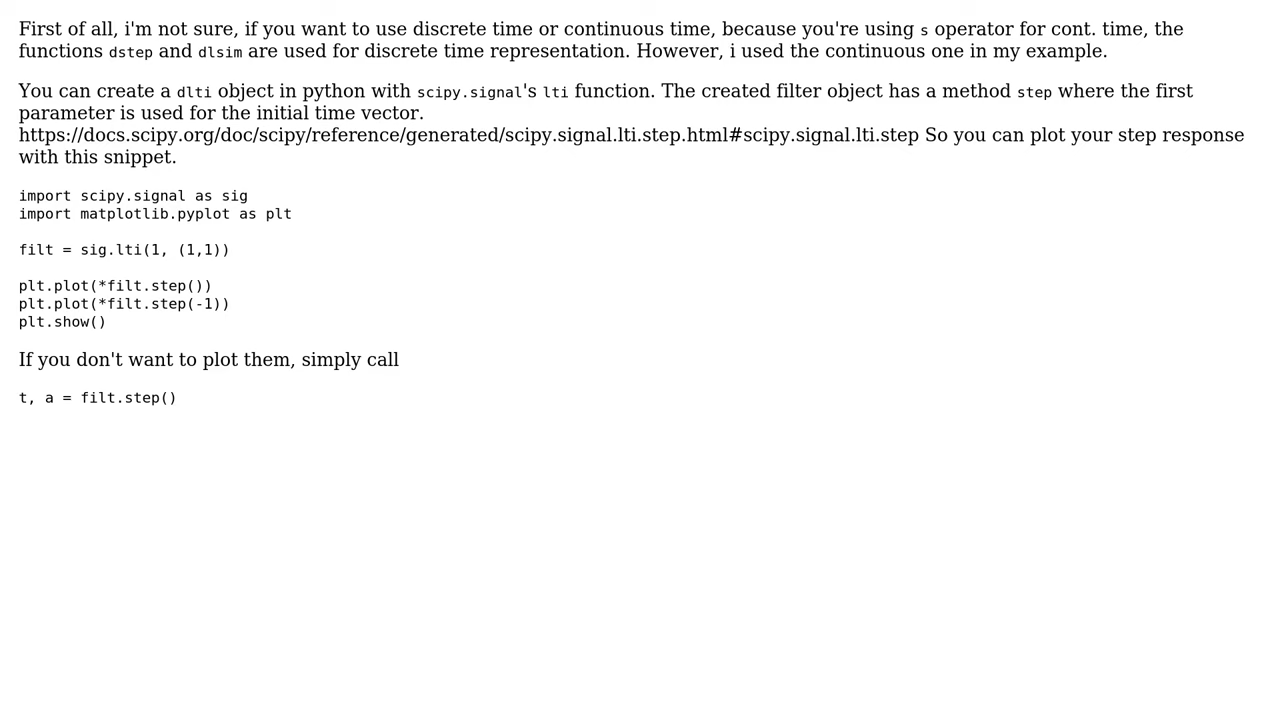 First of all, i'm not sure, if you want to use discrete time or continuous time, because you're using s operator for cont. time, the
functions dstep and dlsim are used for discrete time representation. However, i used the continuous one in my example.
You can create a dlti object in python with scipy.signal's lti function. The created filter object has a method step where the first
parameter is used for the initial time vector.
https://docs.scipy.org/doc/scipy/reference/generated/scipy.signal.lti.step.html#scipy.signal.lti.step So you can plot your step response
with this snippet.
import scipy.signal as sig
import matplotlib.pyplot as plt
filt = sig.lti(1, (1,1))
plt.plot(*filt.step())
plt.plot(*filt.step(-1))
plt.show()
If you don't want to plot them, simply call
t, a = filt.step()